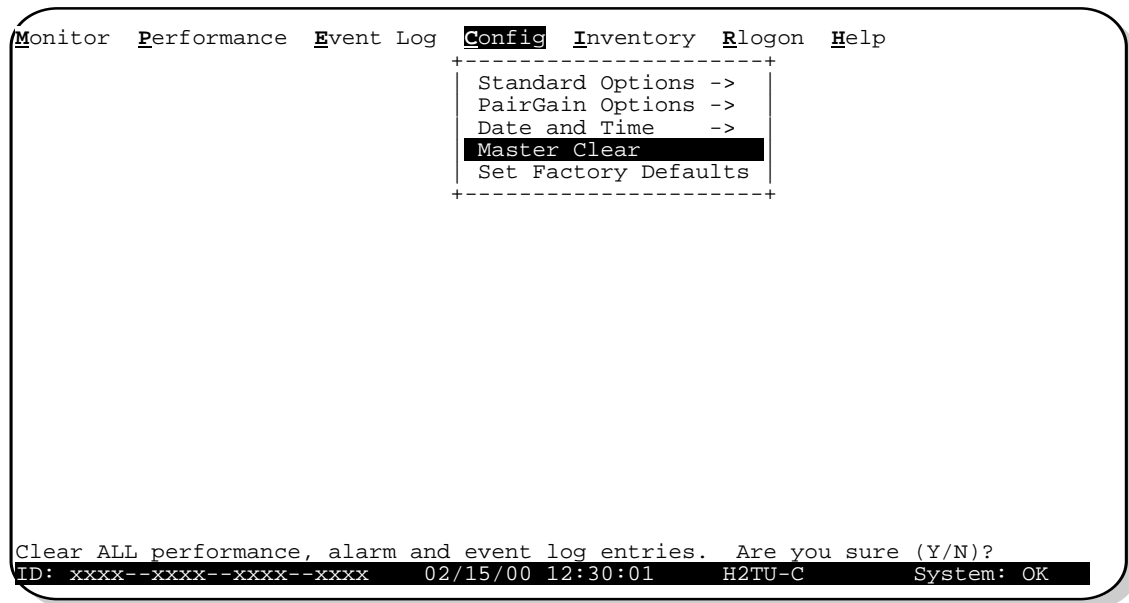 Monitor  Performance  Event Log  Config  Inventory  Rlogon  Help
+----------------------+
| Standard Options ->  |
| PairGain Options ->  |
| Date and Time    ->  |
| Master Clear         |
| Set Factory Defaults |
+----------------------+
Clear ALL performance, alarm and event log entries.  Are you sure (Y/N)?
ID: xxxx--xxxx--xxxx--xxxx    02/15/00 12:30:01     H2TU-C        System: OK